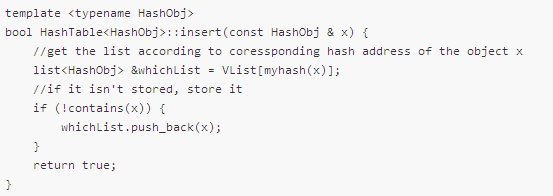 template <typename HashObj>
bool HashTable<HashObj>::insert(const HashObj & x) {
    //get the list according to coressponding hash address of the object x
    list<HashObj> &whichList = VList[myhash(x)];
    //if it isn't stored, store it
    if (!contains(x)) {
        whichList.push_back(x);
    }
    return true;
}